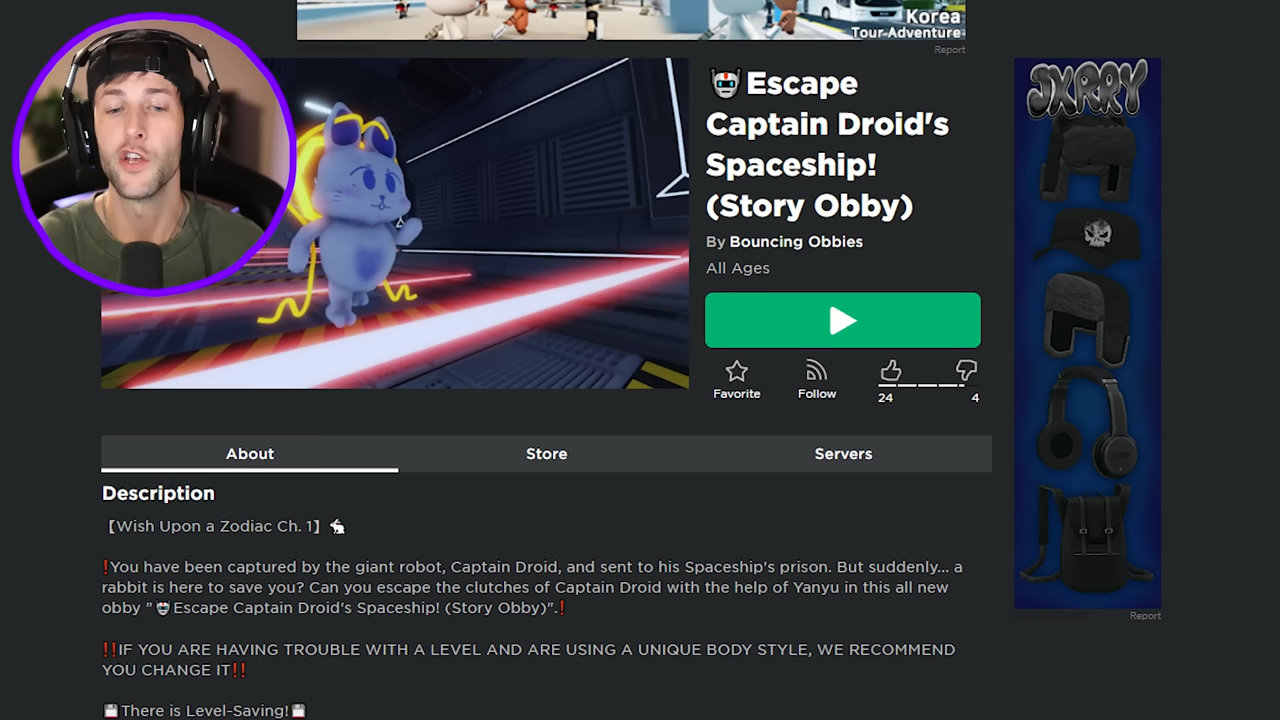 Korea
Tour Adventure
Report
JXRRY
Escape
Captain Droid's
Spaceship!
(Story Obby)
By Bouncing Obbies
All Ages
Favorite
Follow
24
4
Report
About
Store
Servers
Description
【Wish Upon a Zodiac Ch. 1】 🐇
❗You have been captured by the giant robot, Captain Droid, and sent to his Spaceship's prison. But suddenly... a
rabbit is here to save you? Can you escape the clutches of Captain Droid with the help of Yanyu in this all new
obby "🤖Escape Captain Droid's Spaceship! (Story Obby)".❗
‼️IF YOU ARE HAVING TROUBLE WITH A LEVEL AND ARE USING A UNIQUE BODY STYLE, WE RECOMMEND
YOU CHANGE IT‼️
💾There is Level-Saving!💾